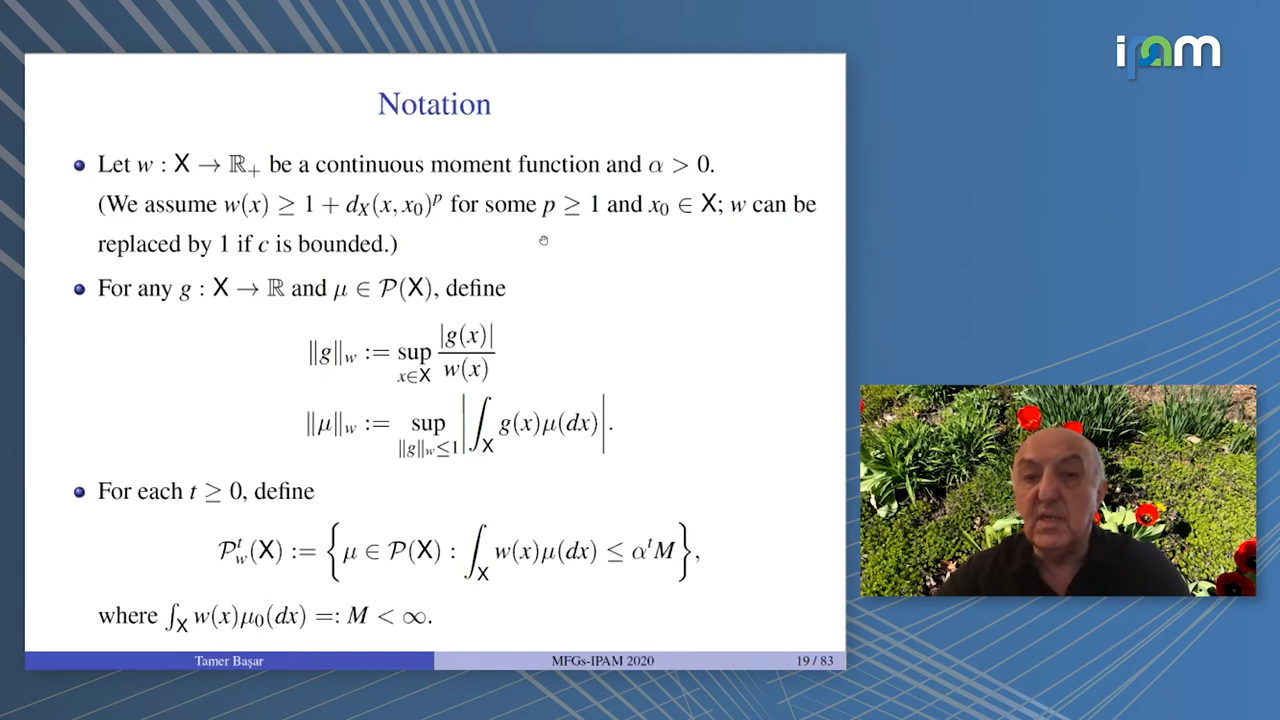 ipam
Notation
Let w : X → ℝ₊ be a continuous moment function and α > 0.
(We assume w(x) ≥ 1 + d_X(x, x₀)^p for some p ≥ 1 and x₀ ∈ X; w can be
replaced by 1 if c is bounded.)
For any g : X → ℝ and μ ∈ 𝒫(X), define
‖g‖_w := sup_{x∈X} |g(x)| / w(x)
‖μ‖_w := sup_{‖g‖_w≤1} |∫_X g(x)μ(dx)|.
For each t ≥ 0, define
𝒫_w^t(X) := {μ ∈ 𝒫(X) : ∫_X w(x)μ(dx) ≤ α^t M},
where ∫_X w(x)μ₀(dx) =: M < ∞.
Tamer Başar MFGs-IPAM 2020 19 / 83